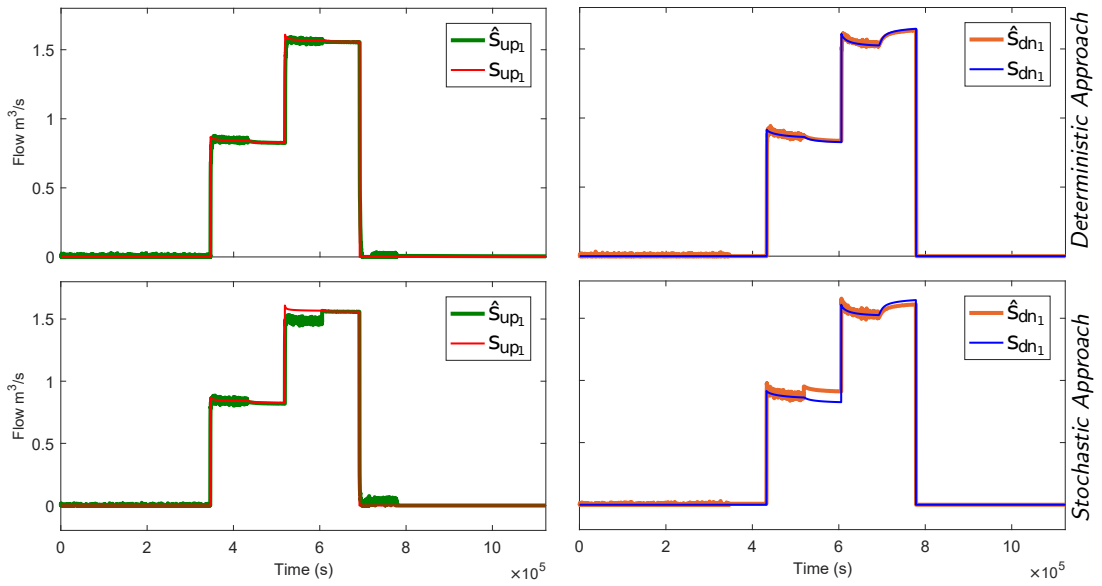 1.5
1
0.5
0
Flow m³/s
ŝup₁
sup₁
ŝdn₁
sdn₁
Deterministic Approach
1.5
1
0.5
0
Flow m³/s
0 2 4 6 8 10
Time (s)
×10⁵
ŝup₁
sup₁
ŝdn₁
sdn₁
0 2 4 6 8 10
Time (s)
×10⁵
Stochastic Approach